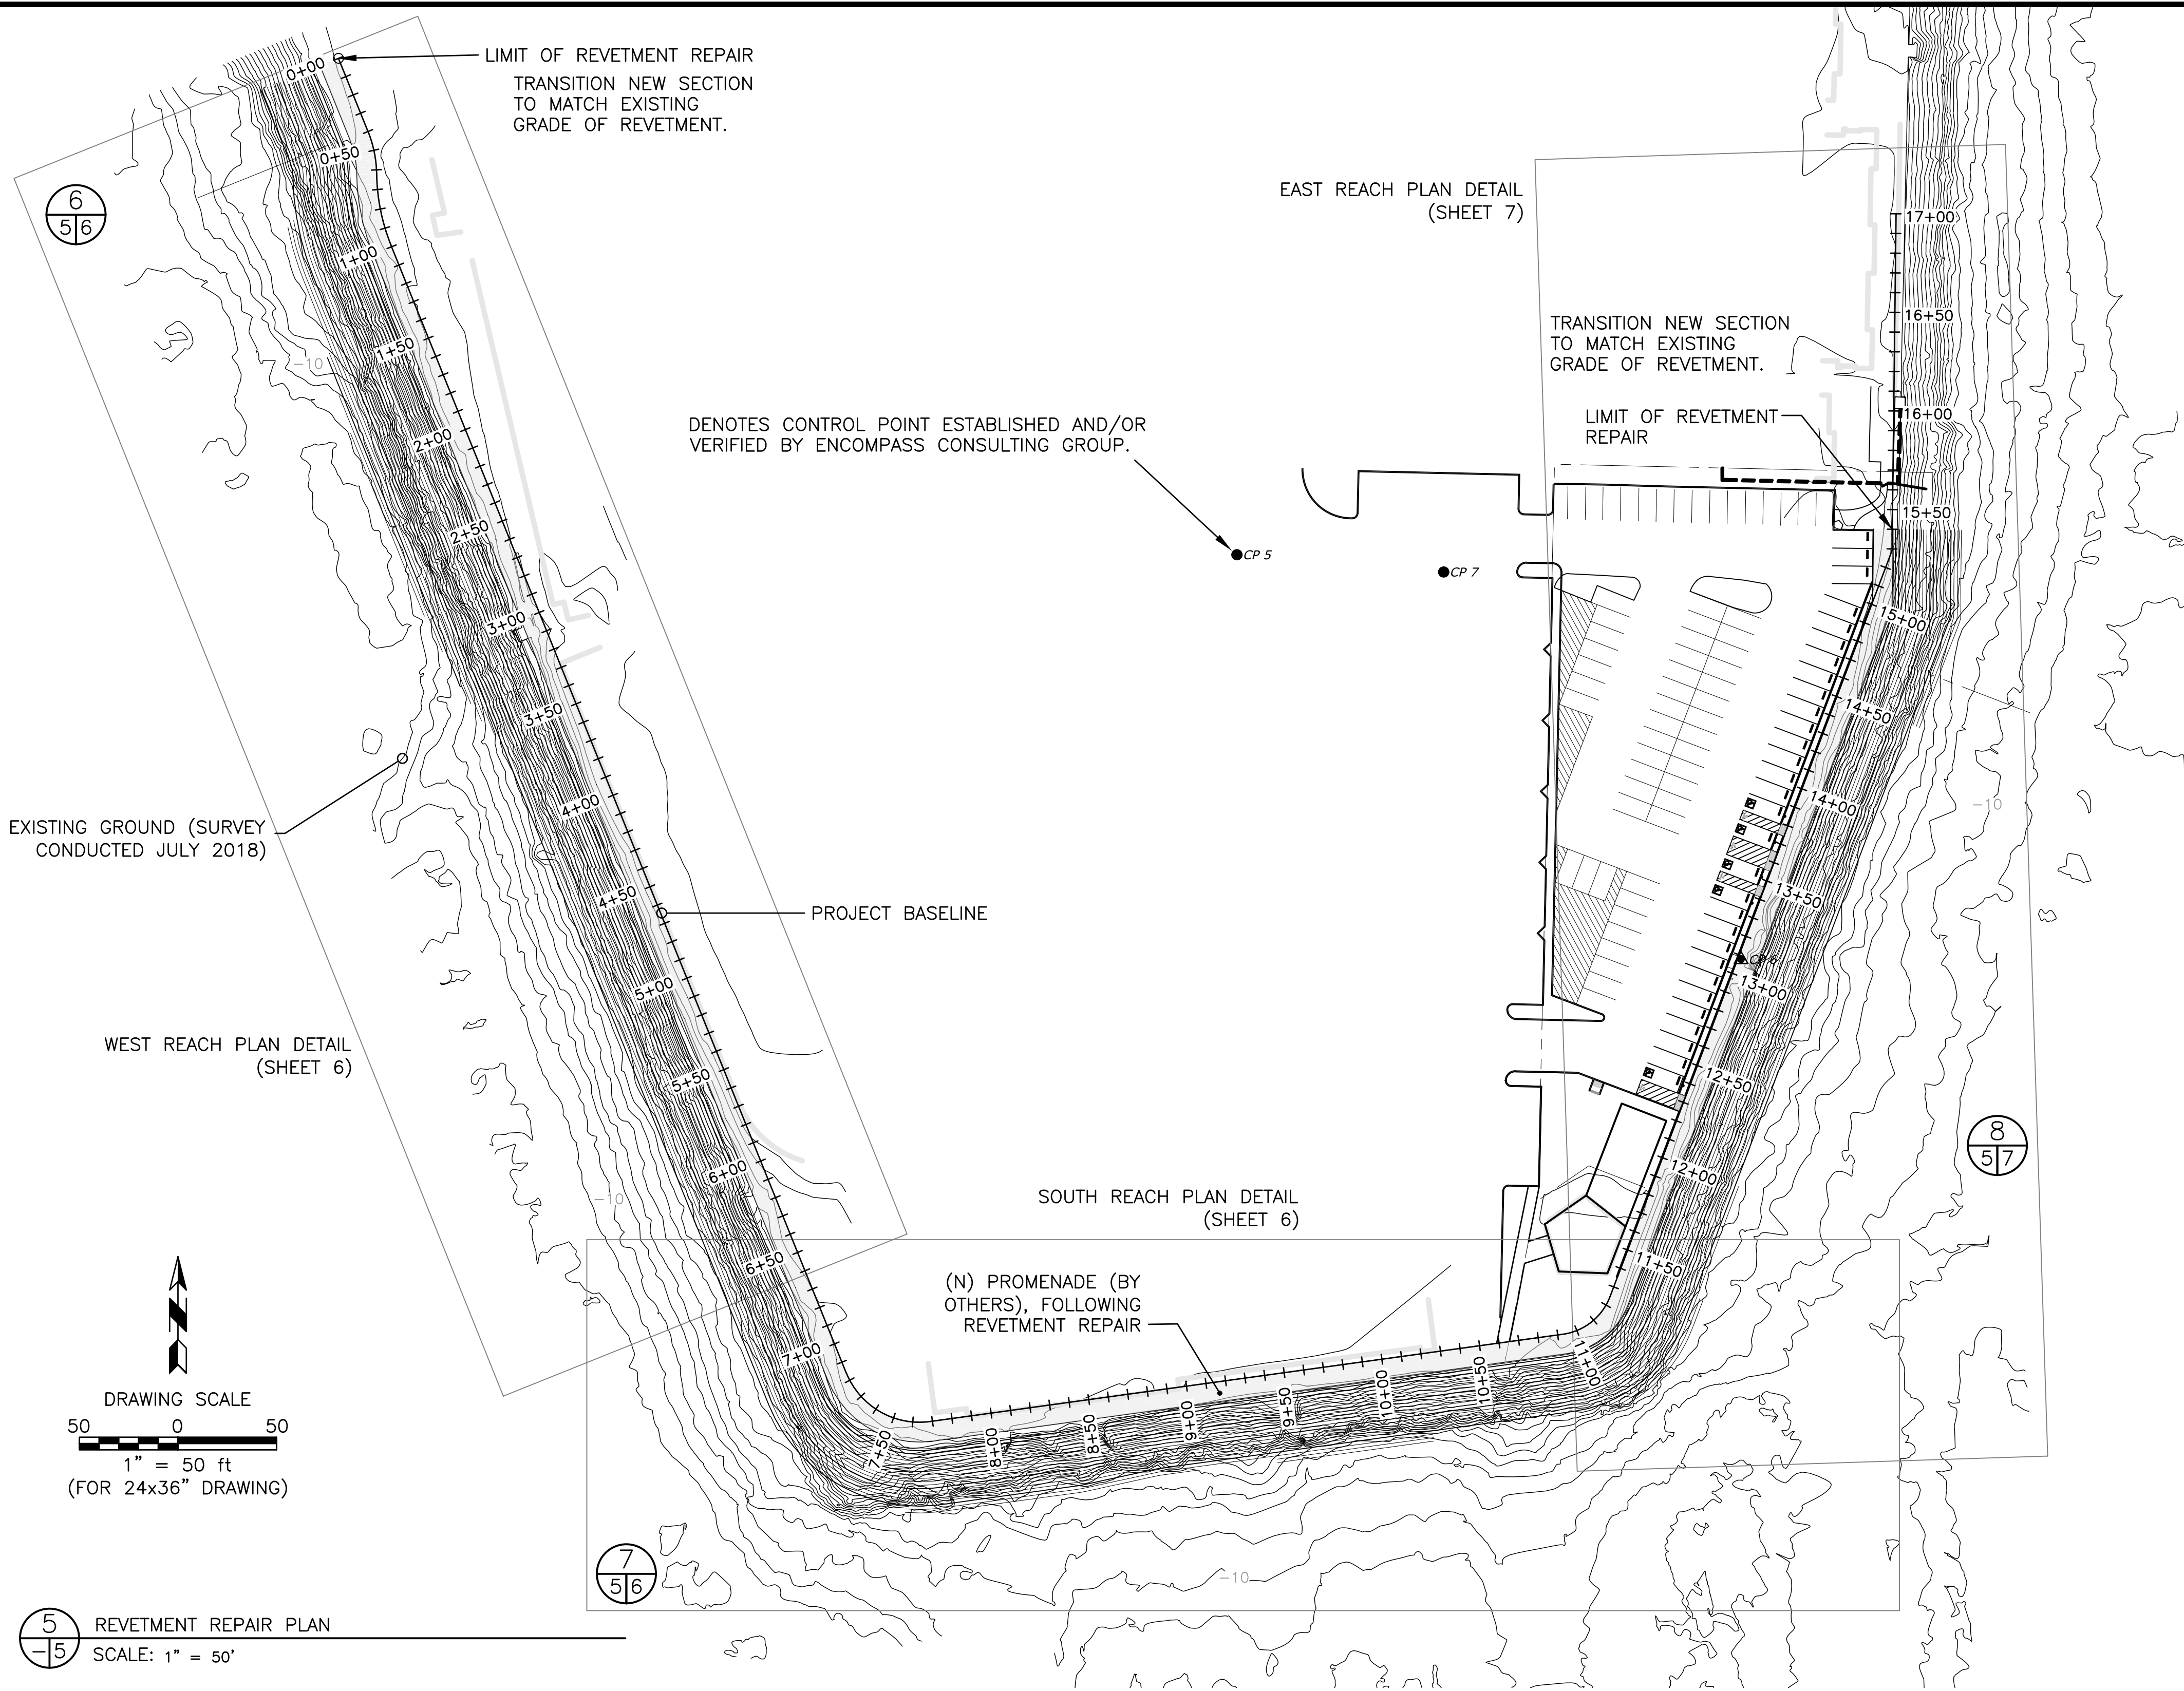 LIMIT OF REVETMENT REPAIR
TRANSITION NEW SECTION
TO MATCH EXISTING
GRADE OF REVETMENT.
0+00
0+50
1+00
1+50
2+00
2+50
3+00
3+50
4+00
4+50
5+00
5+50
6+00
6+50
7+00
7+50
8+00
8+50
9+00
9+50
10+00
10+50
11+00
11+50
12+00
12+50
13+00
13+50
14+00
14+50
15+00
15+50
16+00
16+50
17+00
6
5 6
-10
EAST REACH PLAN DETAIL
(SHEET 7)
TRANSITION NEW SECTION
TO MATCH EXISTING
GRADE OF REVETMENT.
LIMIT OF REVETMENT
REPAIR
DENOTES CONTROL POINT ESTABLISHED AND/OR
VERIFIED BY ENCOMPASS CONSULTING GROUP.
CP 5
CP 7
CP 6
-10
EXISTING GROUND (SURVEY
CONDUCTED JULY 2018)
PROJECT BASELINE
WEST REACH PLAN DETAIL
(SHEET 6)
-10
8
5 7
SOUTH REACH PLAN DETAIL
(SHEET 6)
(N) PROMENADE (BY
OTHERS), FOLLOWING
REVETMENT REPAIR
N
DRAWING SCALE
50 0 50
1" = 50 ft
(FOR 24x36" DRAWING)
7
5 6
-10
5
- 5
REVETMENT REPAIR PLAN
SCALE: 1" = 50'